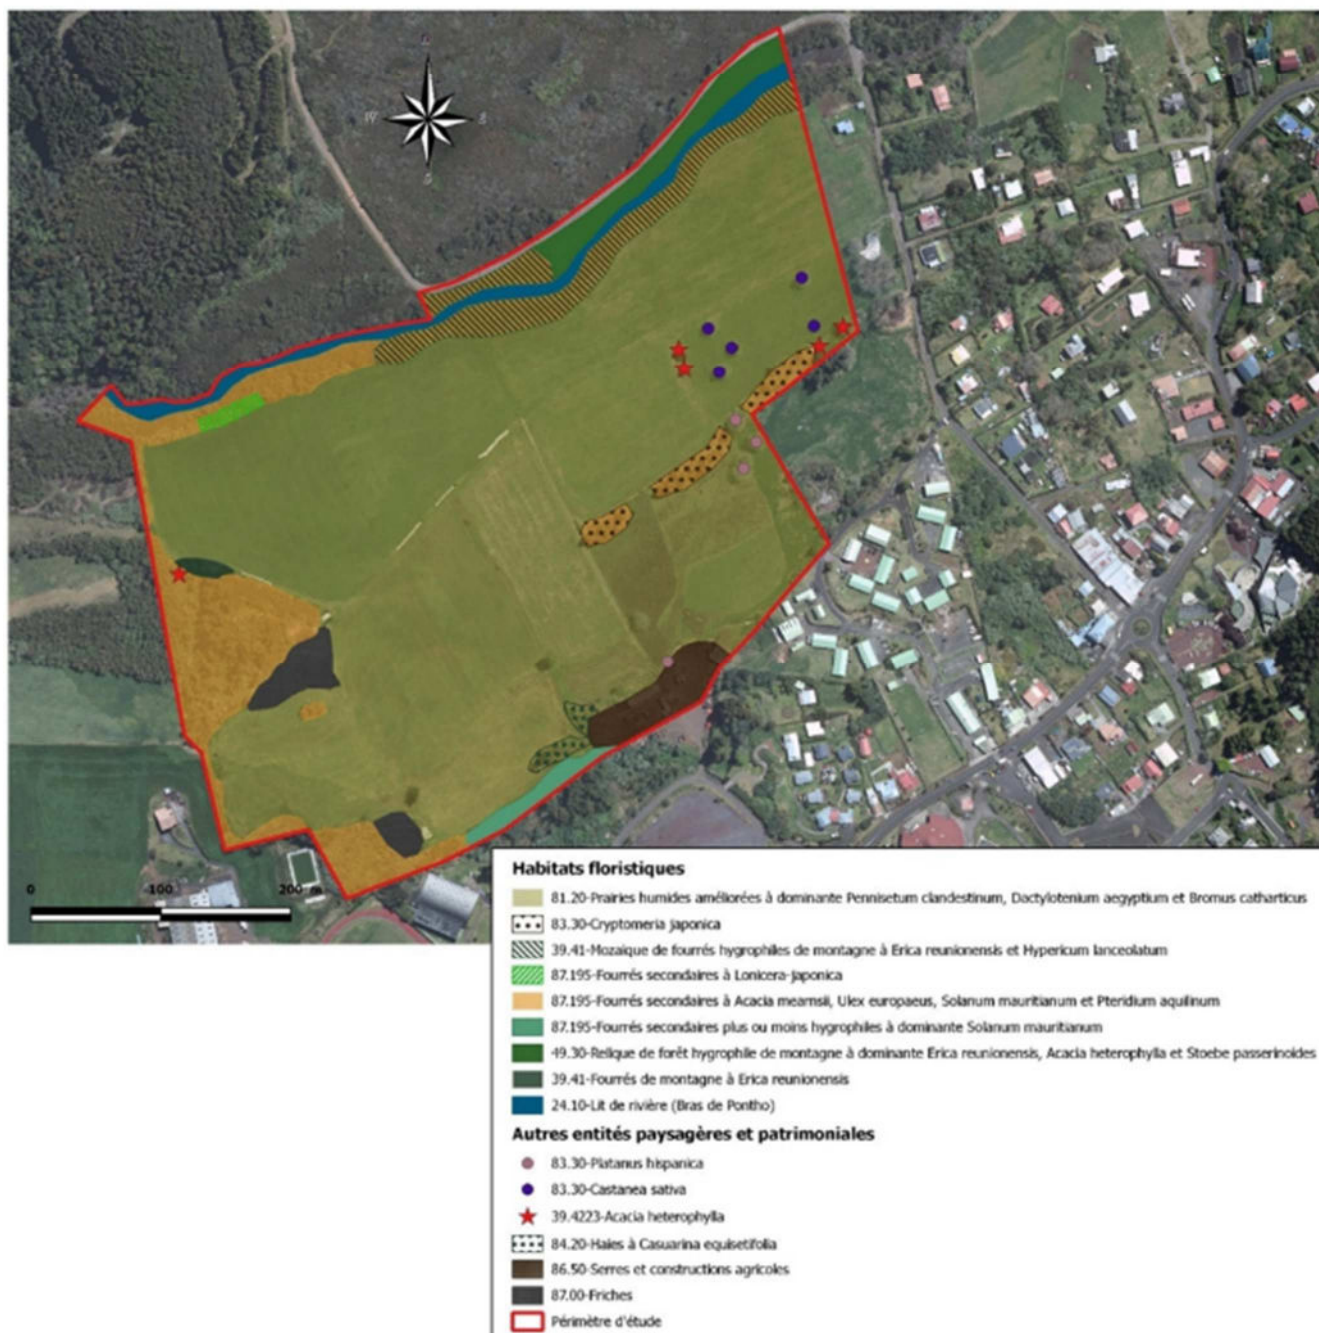 W
E
S
0 100 200 m
Habitats floristiques
81.20-Prairies humides améliorées à dominante Pennisetum clandestinum, Dactylotenium aegyptium et Bromus catharticus
83.30-Cryptomeria japonica
39.41-Mozaique de fourrés hygrophiles de montagne à Erica reunionensis et Hypericum lanceolatum
87.195-Fourrés secondaires à Lonicera-japonica
87.195-Fourrés secondaires à Acacia mearnsii, Ulex europaeus, Solanum mauritianum et Pteridium aquilinum
87.195-Fourrés secondaires plus ou moins hygrophiles à dominante Solanum mauritianum
49.30-Relique de forêt hygrophile de montagne à dominante Erica reunionensis, Acacia heterophylla et Stoebe passerinoides
39.41-Fourrés de montagne à Erica reunionensis
24.10-Lit de rivière (Bras de Pontho)
Autres entités paysagères et patrimoniales
83.30-Platanus hispanica
83.30-Castanea sativa
39.4223-Acacia heterophylla
84.20-Haies à Casuarina equisetifolia
86.50-Serres et constructions agricoles
87.00-Friches
Périmètre d'étude